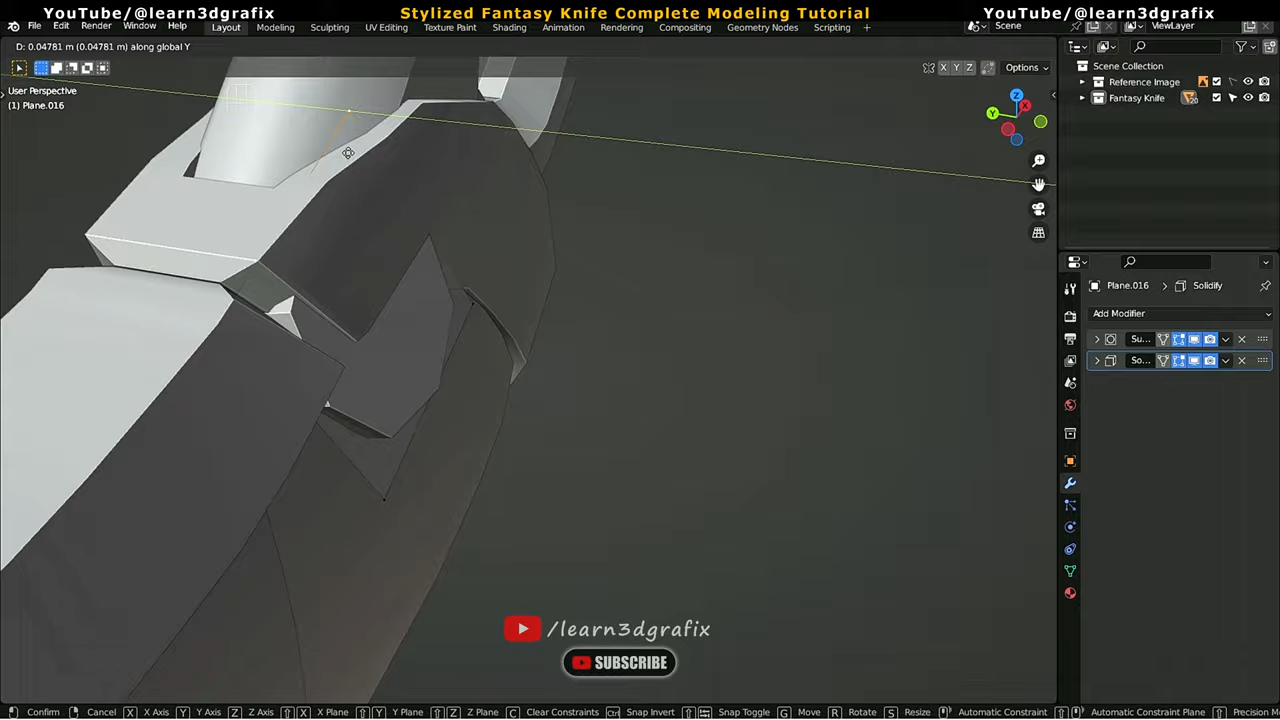 YouTube/@learn3dgrafix
Stylized Fantasy Knife Complete Modeling Tutorial
YouTube/@learn3dgrafix
File Edit Render Window Help
Layout Modeling Sculpting UV Editing Texture Paint Shading Animation Rendering Compositing Geometry Nodes Scripting +
Scene
ViewLayer
D: 0.04781 m (0.04781 m) along global Y
X Y Z
Options
User Perspective
(1) Plane.016
Z
X
Y
Scene Collection
Reference Image
Fantasy Knife
20
Plane.016 > Solidify
Add Modifier
Su...
So...
/learn3dgrafix
SUBSCRIBE
Confirm Cancel X X Axis Y Y Axis Z Z Axis X X Plane Y Y Plane Z Z Plane C Clear Constraints Ctrl Snap Invert Snap Toggle G Move R Rotate S Resize Automatic Constraint Automatic Constraint Plane Precision M